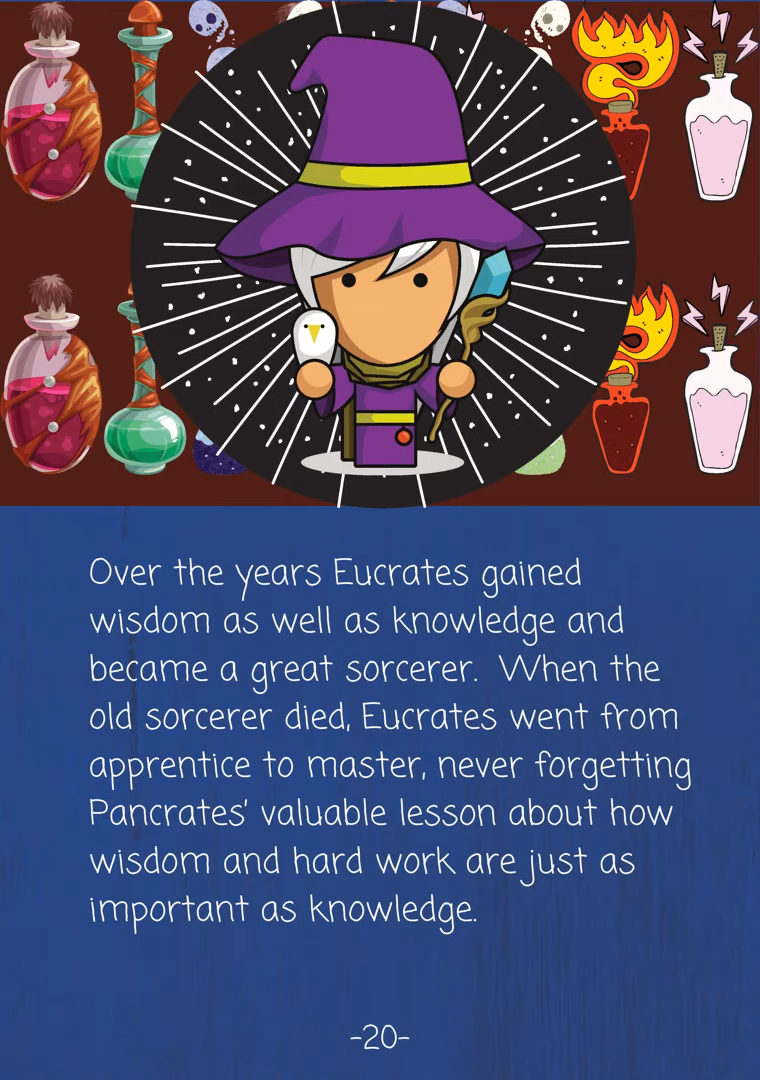 Over the years Eucrates gained
wisdom as well as knowledge and
became a great sorcerer.  When the
old sorcerer died, Eucrates went from
apprentice to master, never forgetting
Pancrates' valuable lesson about how
wisdom and hard work are just as
important as knowledge.
-20-